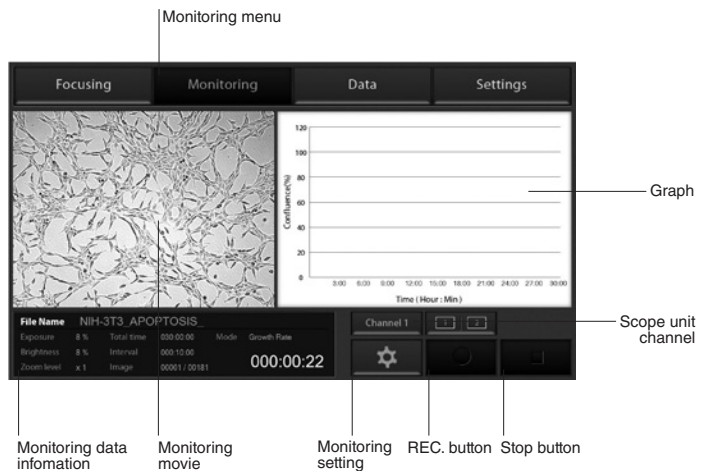 Monitoring menu
Focusing Monitoring Data Settings
120
100
80
60
40
20
0
Confluence(%)
3:00 6:00 9:00 12:00 15:00 18:00 21:00 24:00 27:00 30:00
Time ( Hour : Min )
Graph
File Name NIH-3T3_APOPTOSIS_
Exposure 8 % Total time 030:00:00 Mode Growth Rate
Brightness 8 % Interval 000:10:00
Zoom level x 1 Image 00001 / 00181
000:00:22
Channel 1 1 2
Scope unit
channel
Monitoring data
infomation
Monitoring
movie
Monitoring
setting
REC. button
Stop button